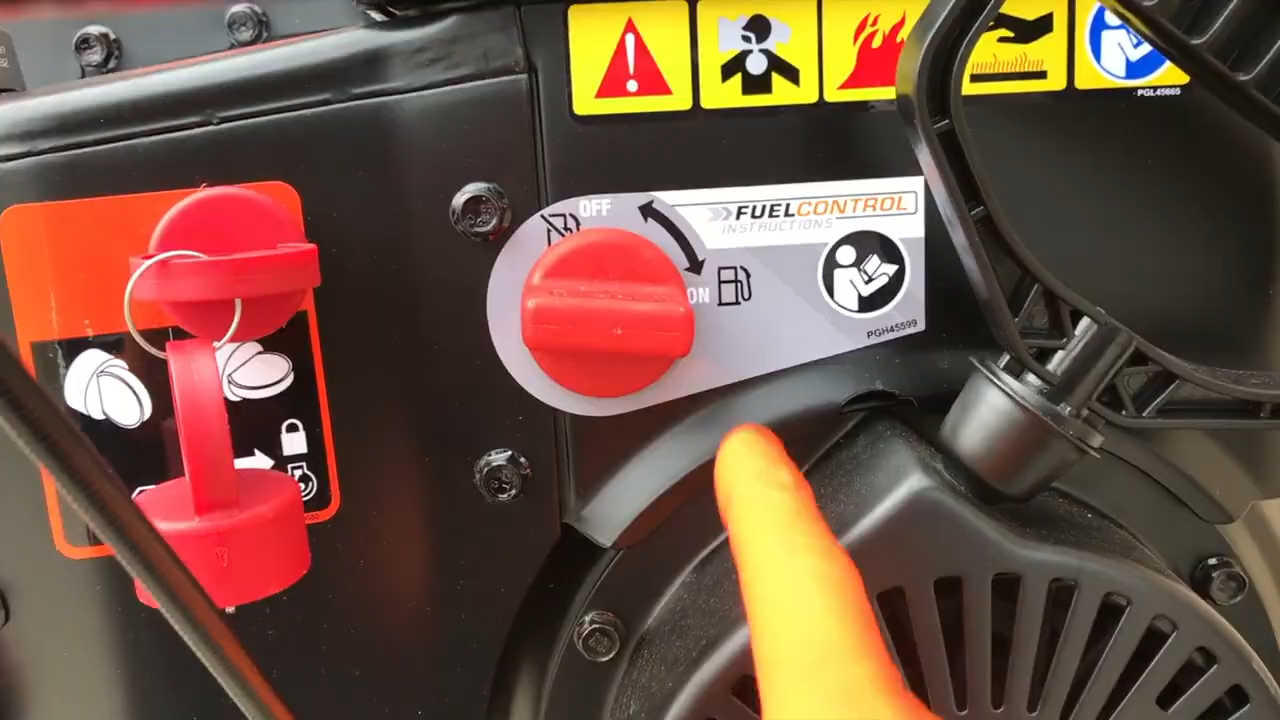 PGL45665
OFF
FUELCONTROL
INSTRUCTIONS
ON
PGH45599